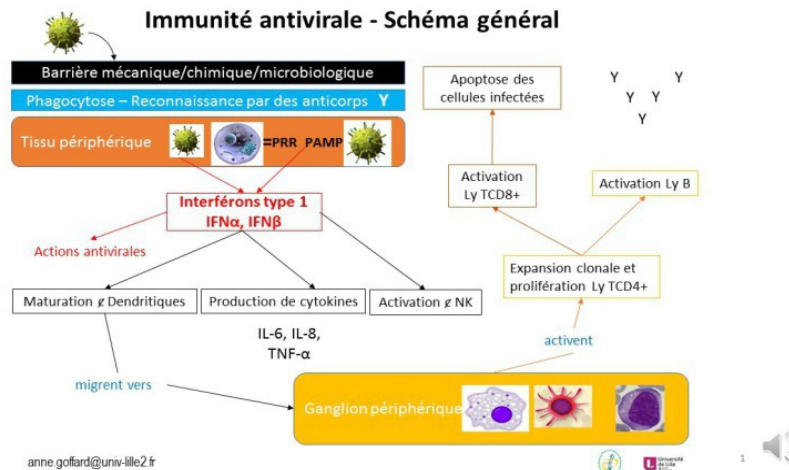 Immunité antivirale - Schéma général
Barrière mécanique/chimique/microbiologique
Phagocytose – Reconnaissance par des anticorps Y
Tissu périphérique
=PRR PAMP
Interférons type 1
IFNα, IFNβ
Actions antivirales
Maturation ȼ Dendritiques
Production de cytokines
Activation ȼ NK
IL-6, IL-8,
TNF-α
migrent vers
Ganglion périphérique
activent
Expansion clonale et
prolifération Ly TCD4+
Activation
Ly TCD8+
Activation Ly B
Apoptose des
cellules infectées
Y Y
Y Y
Y
anne.goffard@univ-lille2.fr
Université
de Lille
1